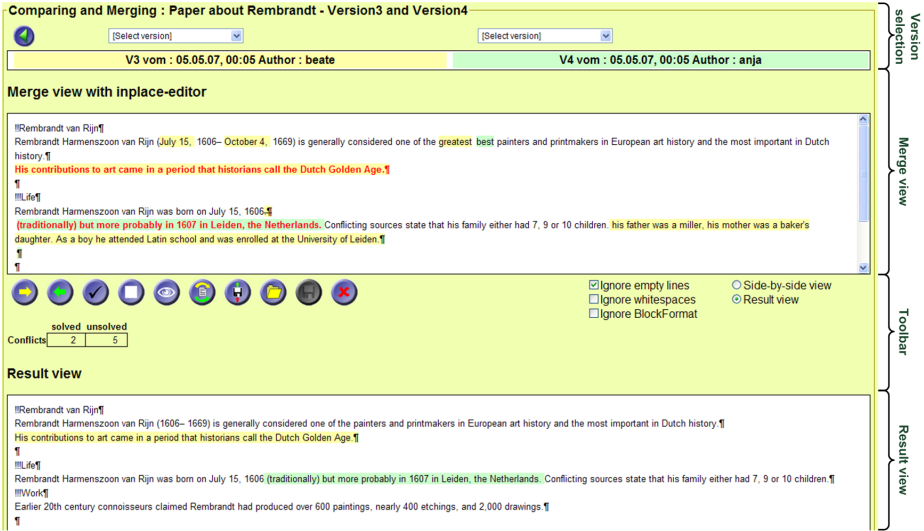 Comparing and Merging : Paper about Rembrandt - Version3 and Version4
[Select version] [Select version]
V3 vom : 05.05.07, 00:05 Author : beate V4 vom : 05.05.07, 00:05 Author : anja
Version selection
Merge view with inplace-editor
!!Rembrandt van Rijn¶
Rembrandt Harmenszoon van Rijn (July 15, 1606– October 4, 1669) is generally considered one of the greatest best painters and printmakers in European art history and the most important in Dutch
history.¶
His contributions to art came in a period that historians call the Dutch Golden Age.¶
¶
!!!Life¶
Rembrandt Harmenszoon van Rijn was born on July 15, 1606.¶
(traditionally) but more probably in 1607 in Leiden, the Netherlands. Conflicting sources state that his family either had 7, 9 or 10 children. his father was a miller, his mother was a baker's
daughter. As a boy he attended Latin school and was enrolled at the University of Leiden.¶
¶
¶
Merge view
Ignore empty lines Side-by-side view
Ignore whitespaces Result view
Ignore BlockFormat
solved unsolved
Conflicts 2 5
Toolbar
Result view
!!Rembrandt van Rijn¶
Rembrandt Harmenszoon van Rijn (1606– 1669) is generally considered one of the painters and printmakers in European art history and the most important in Dutch history.¶
His contributions to art came in a period that historians call the Dutch Golden Age.¶
¶
!!!Life¶
Rembrandt Harmenszoon van Rijn was born on July 15, 1606 (traditionally) but more probably in 1607 in Leiden, the Netherlands. Conflicting sources state that his family either had 7, 9 or 10 children.¶
!!!Work¶
Earlier 20th century connoisseurs claimed Rembrandt had produced over 600 paintings, nearly 400 etchings, and 2,000 drawings.¶
¶
Result view